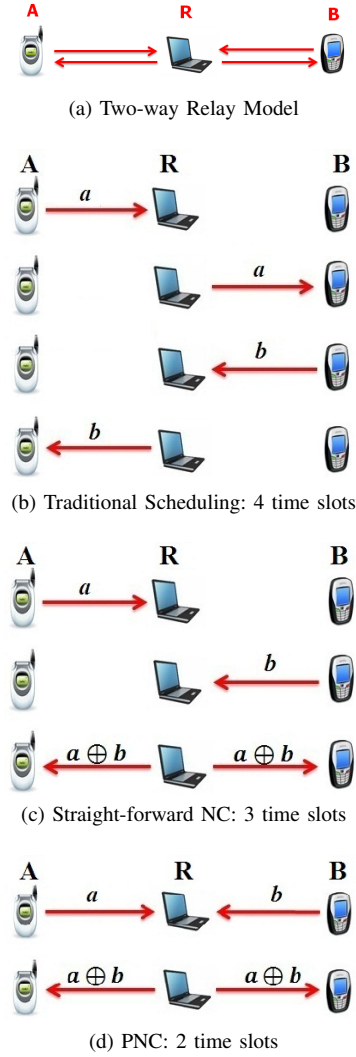 A R B
(a) Two-way Relay Model
A R B
a
a
b
b
(b) Traditional Scheduling: 4 time slots
A R B
a
b
a ⊕ b a ⊕ b
(c) Straight-forward NC: 3 time slots
A R B
a b
a ⊕ b a ⊕ b
(d) PNC: 2 time slots